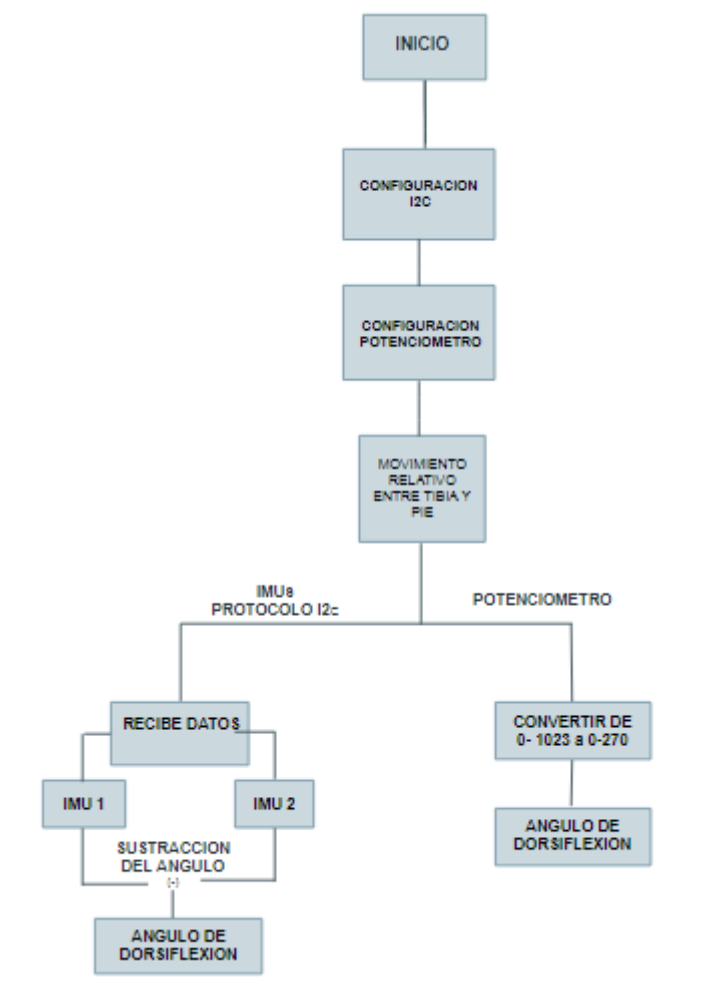 INICIO
CONFIGURACION
I2C
CONFIGURACION
POTENCIOMETRO
MOVIMIENTO
RELATIVO
ENTRE TIBIA Y
PIE
IMUs
PROTOCOLO I2c
POTENCIOMETRO
RECIBE DATOS
CONVERTIR DE
0- 1023 a 0-270
IMU 1
IMU 2
SUSTRACCION
DEL ANGULO
(-)
ANGULO DE
DORSIFLEXION
ANGULO DE
DORSIFLEXION